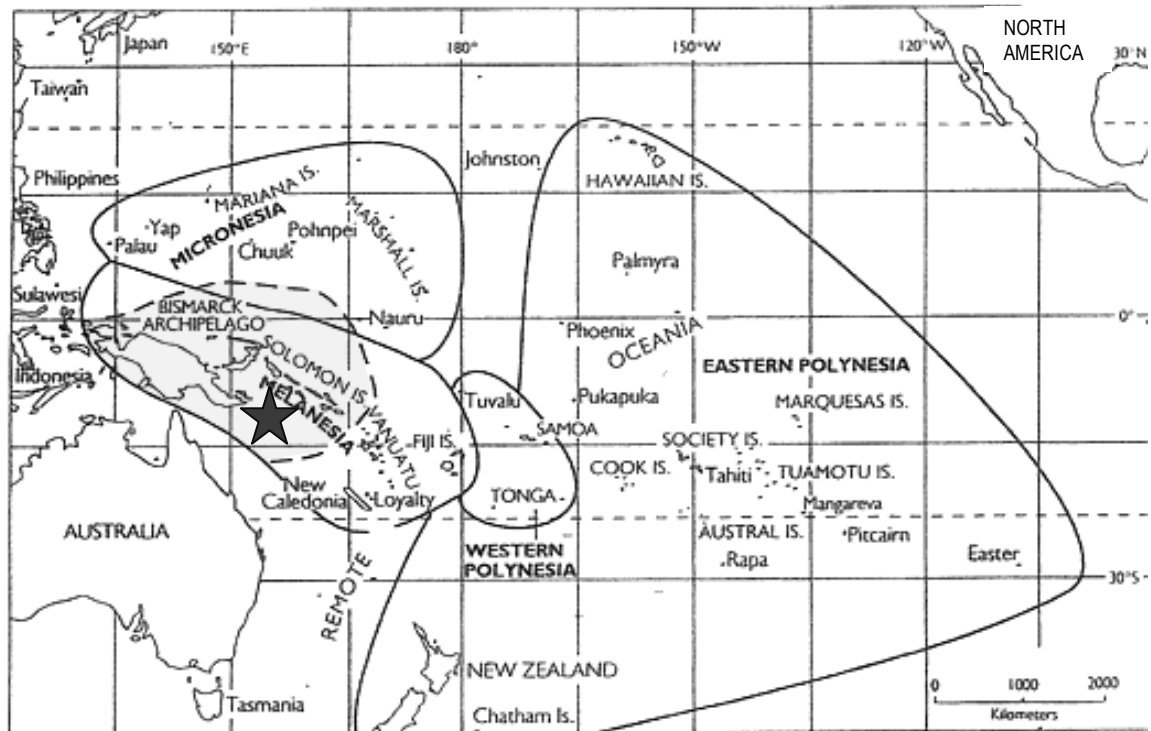 NORTH
AMERICA
Japan
150°E
180°
150°W
120°W
30°N
Taiwan
Philippines
Johnston
HAWAIIAN IS.
MARIANA IS.
MICRONESIA
MARSHALL IS.
Yap
Palau
Pohnpei
Chuuk
Palmyra
Sulawesi
BISMARCK
ARCHIPELAGO
Nauru
0°
Phoenix
OCEANIA
Indonesia
SOLOMON IS.
MELANESIA
VANUATU
EASTERN POLYNESIA
Tuvalu
Pukapuka
MARQUESAS IS.
SAMOA
Fiji IS.
SOCIETY IS.
COOK IS.
Tahiti
TUAMOTU IS.
New
Caledonia
Loyalty
TONGA
Mangareva
AUSTRALIA
AUSTRAL IS.
Pitcairn
WESTERN
POLYNESIA
Rapa
Easter
30°S
REMOTE
NEW ZEALAND
Tasmania
Chatham Is.
0 1000 2000
Kilometers